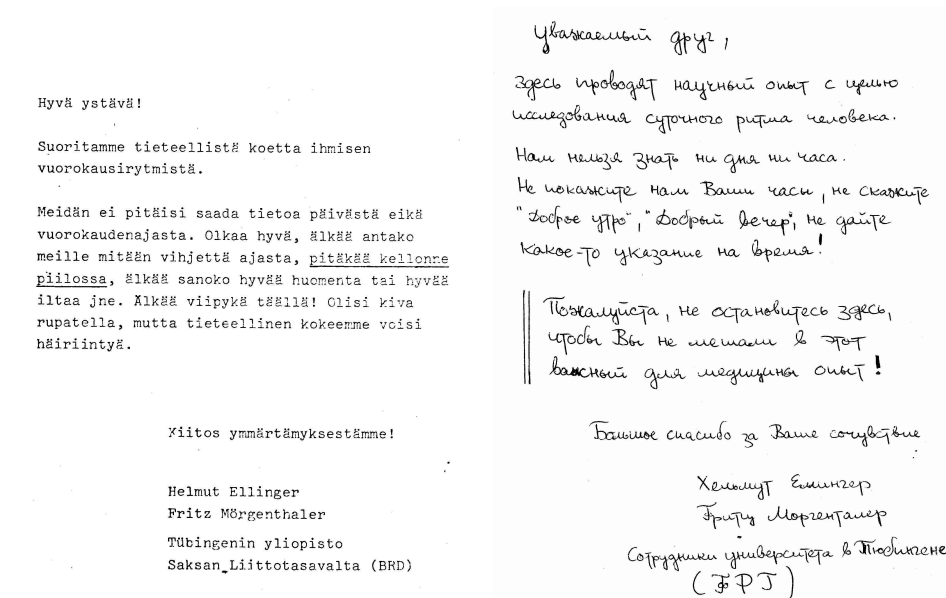 Hyvä ystävä!
Suoritamme tieteellistä koetta ihmisen
vuorokausirytmistä.
Meidän ei pitäisi saada tietoa päivästä eikä
vuorokaudenajasta. Olkaa hyvä, älkää antako
meille mitään vihjettä ajasta, pitäkää kellonne
piilossa, älkää sanoko hyvää huomenta tai hyvää
iltaa jne. Älkää viipykä täällä! Olisi kiva
rupatella, mutta tieteellinen kokeemme voisi
häiriintyä.
Kiitos ymmärtämyksestämme!
Helmut Ellinger
Fritz Mörgenthaler
Tübingenin yliopisto
Saksan Liittotasavalta (BRD)
Уважаемый друг,
здесь проводят научный опыт с целью
исследования суточного ритма человека.
Нам нельзя знать ни дня ни часа.
Не покажите нам Ваши часы, не скажите
"Доброе утро", "Добрый вечер", не дайте
какое-то указание на время!
Пожалуйста, не остановитесь здесь,
чтобы Вы не мешали в этот
важный для медицины опыт!
Большое спасибо за Ваше сочувствие
Хельмут Еллингер
Фритц Моргенталер
Сотрудники университета в Тюбингене
(ФРГ)